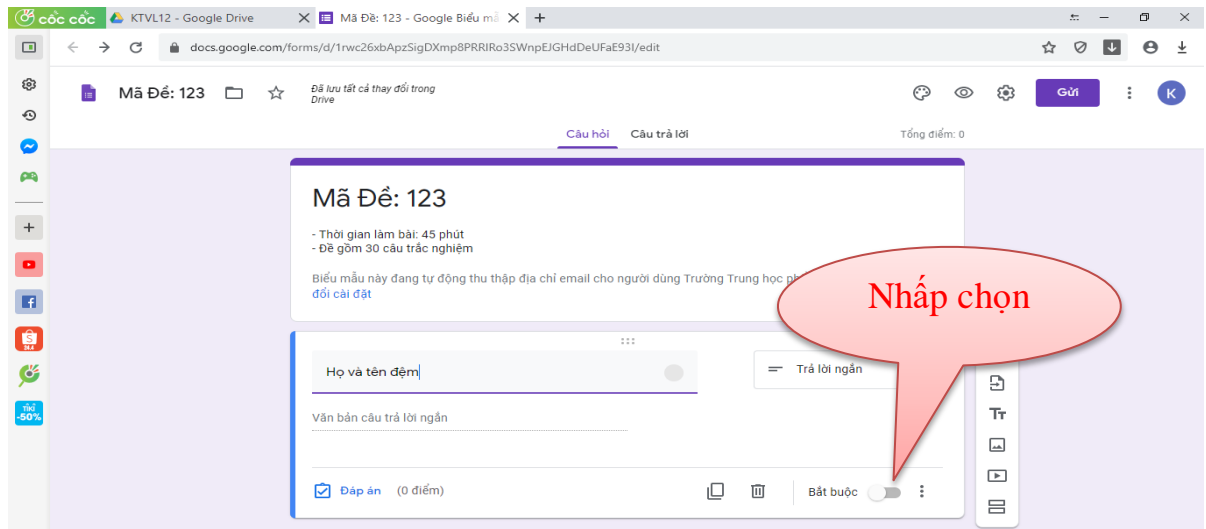 cốc cốc
KTVL12 - Google Drive
Mã Đề: 123 - Google Biểu mẫ
docs.google.com/forms/d/1rwc26xbApzSigDXmp8PRRIRo3SWnpEJGHdDeUFaE93I/edit
Mã Đề: 123
Đã lưu tất cả thay đổi trong
Drive
Gửi
K
Câu hỏi
Câu trả lời
Tổng điểm: 0
Mã Đề: 123
- Thời gian làm bài: 45 phút
- Đề gồm 30 câu trắc nghiệm
Biểu mẫu này đang tự động thu thập địa chỉ email cho người dùng Trường Trung học
đổi cài đặt
Nhấp chọn
Họ và tên đệm
Trả lời ngắn
Văn bản câu trả lời ngắn
Đáp án (0 điểm)
Bắt buộc
Tiki
-50%